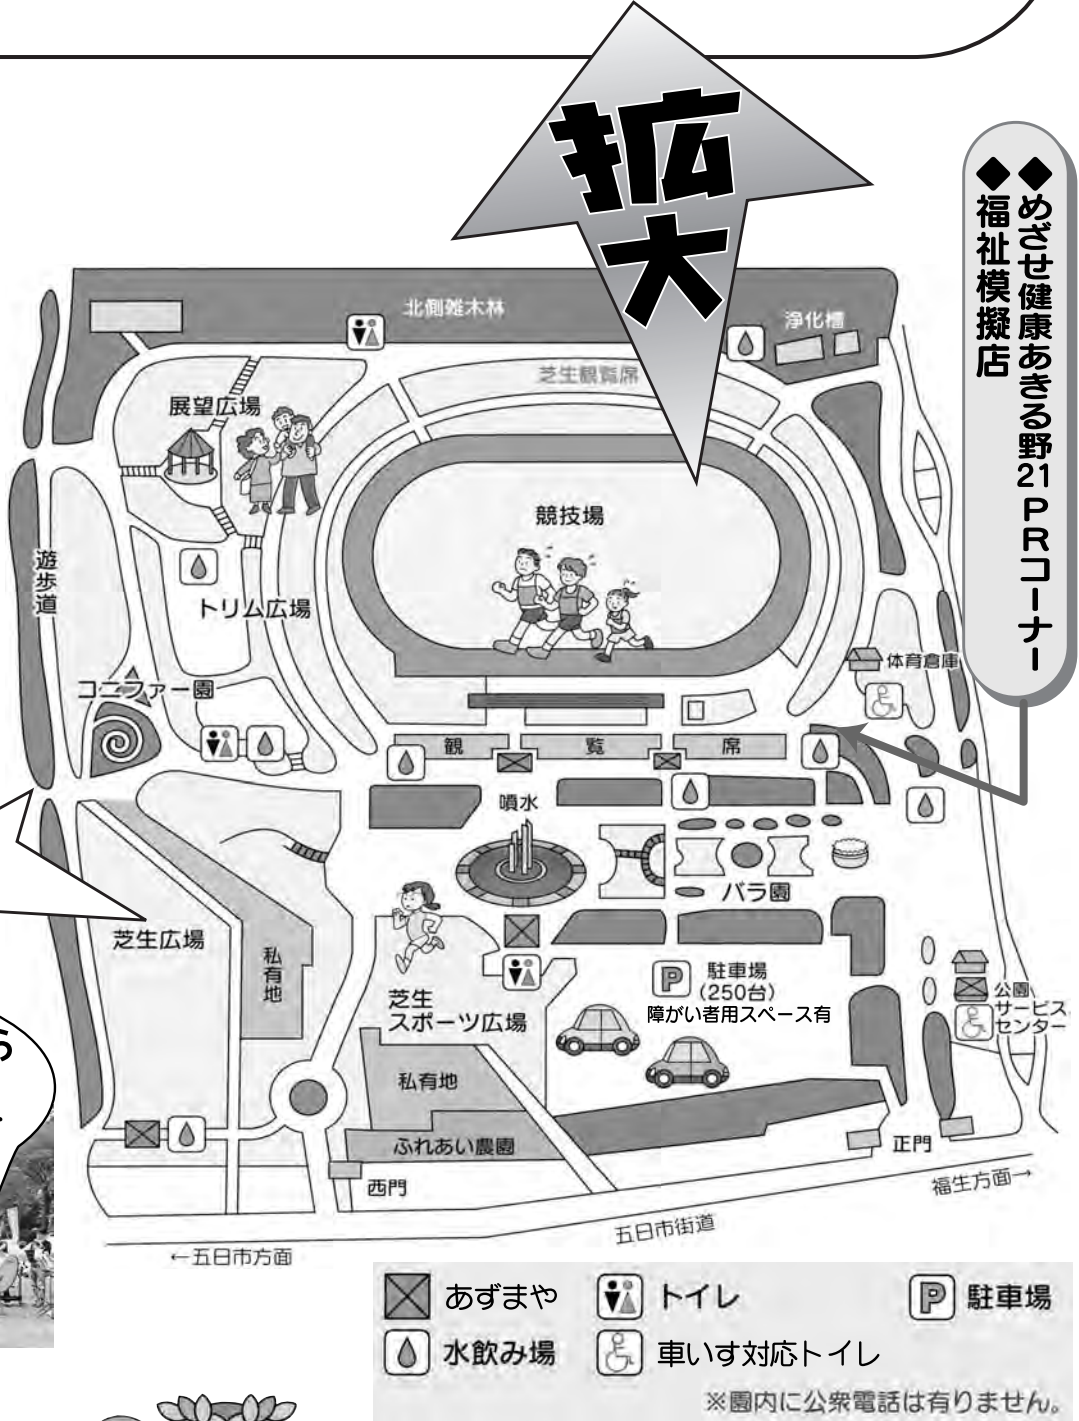 拡大
◆めざせ健康あきる野21 PRコーナー
◆福祉模擬店
北側雑木林
浄化槽
芝生観覧席
展望広場
競技場
遊歩道
トリム広場
体育倉庫
コニファー園
観覧席
噴水
バラ園
芝生広場
私有地
駐車場
(250台)
障がい者用スペース有
芝生
スポーツ広場
公園
サービス
センター
ら
私有地
ふれあい農園
正門
西門
福生方面→
五日市街道
←五日市方面
あずまや
トイレ
P 駐車場
水飲み場
車いす対応トイレ
※園内に公衆電話は有りません。